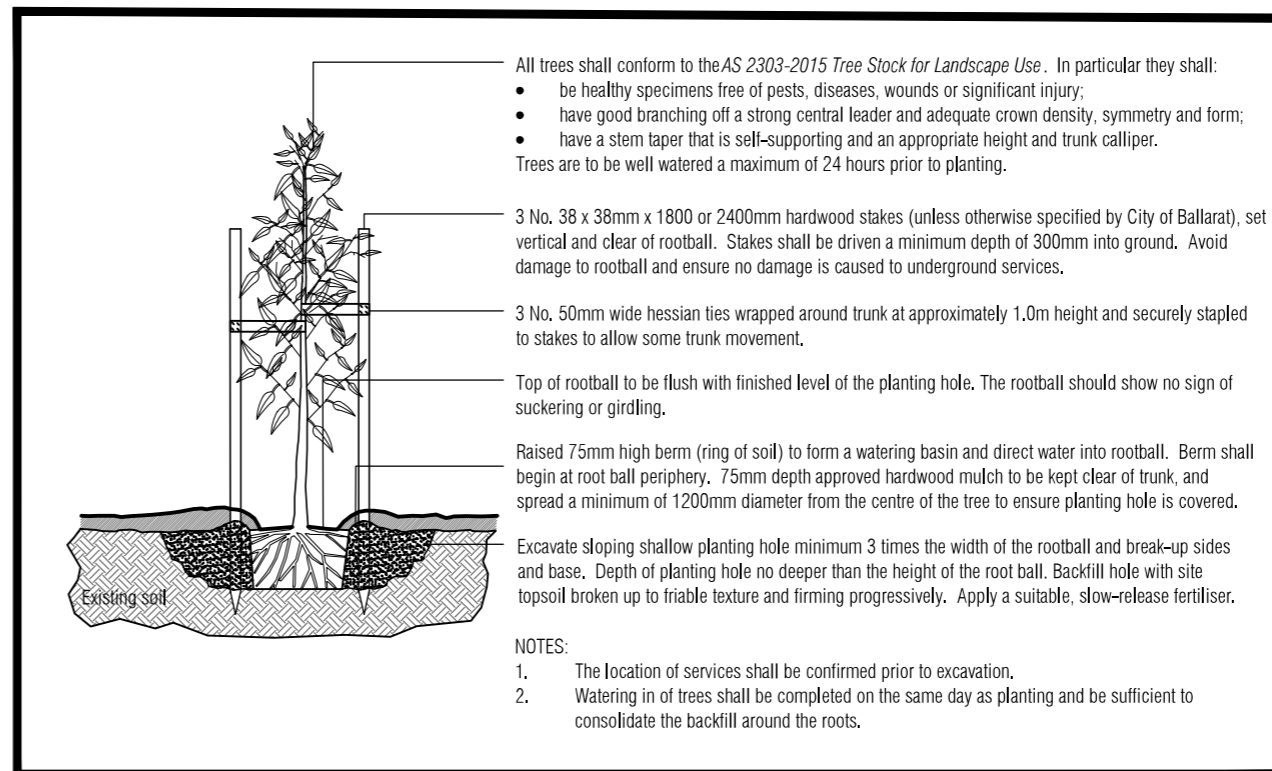 All trees shall conform to the AS 2303-2015 Tree Stock for Landscape Use. In particular they shall:
• be healthy specimens free of pests, diseases, wounds or significant injury;
• have good branching off a strong central leader and adequate crown density, symmetry and form;
• have a stem taper that is self-supporting and an appropriate height and trunk calliper.
Trees are to be well watered a maximum of 24 hours prior to planting.
3 No. 38 x 38mm x 1800 or 2400mm hardwood stakes (unless otherwise specified by City of Ballarat), set
vertical and clear of rootball. Stakes shall be driven a minimum depth of 300mm into ground. Avoid
damage to rootball and ensure no damage is caused to underground services.
3 No. 50mm wide hessian ties wrapped around trunk at approximately 1.0m height and securely stapled
to stakes to allow some trunk movement.
Top of rootball to be flush with finished level of the planting hole. The rootball should show no sign of
suckering or girdling.
Raised 75mm high berm (ring of soil) to form a watering basin and direct water into rootball. Berm shall
begin at root ball periphery. 75mm depth approved hardwood mulch to be kept clear of trunk, and
spread a minimum of 1200mm diameter from the centre of the tree to ensure planting hole is covered.
Excavate sloping shallow planting hole minimum 3 times the width of the rootball and break-up sides
and base. Depth of planting hole no deeper than the height of the root ball. Backfill hole with site
topsoil broken up to friable texture and firming progressively. Apply a suitable, slow-release fertiliser.
Existing soil
NOTES:
1. The location of services shall be confirmed prior to excavation.
2. Watering in of trees shall be completed on the same day as planting and be sufficient to
consolidate the backfill around the roots.